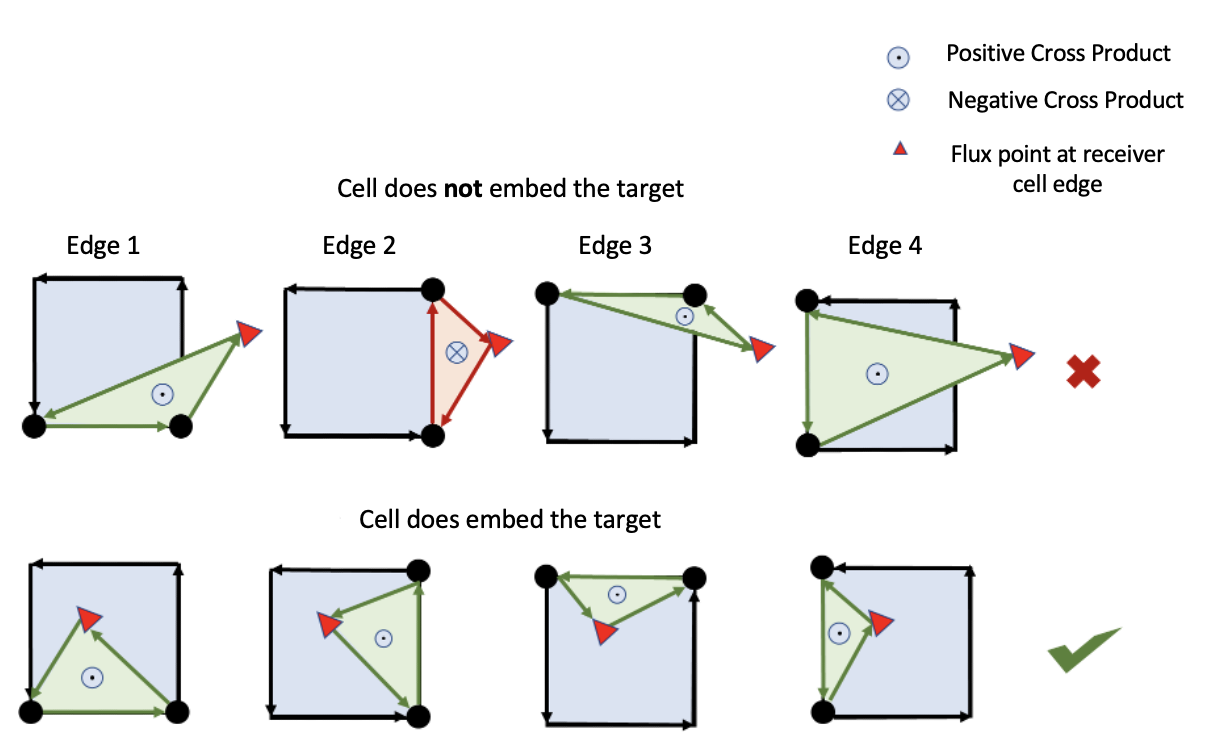 Positive Cross Product
Negative Cross Product
Flux point at receiver
cell edge
Cell does not embed the target
Edge 1
Edge 2
Edge 3
Edge 4
Cell does embed the target